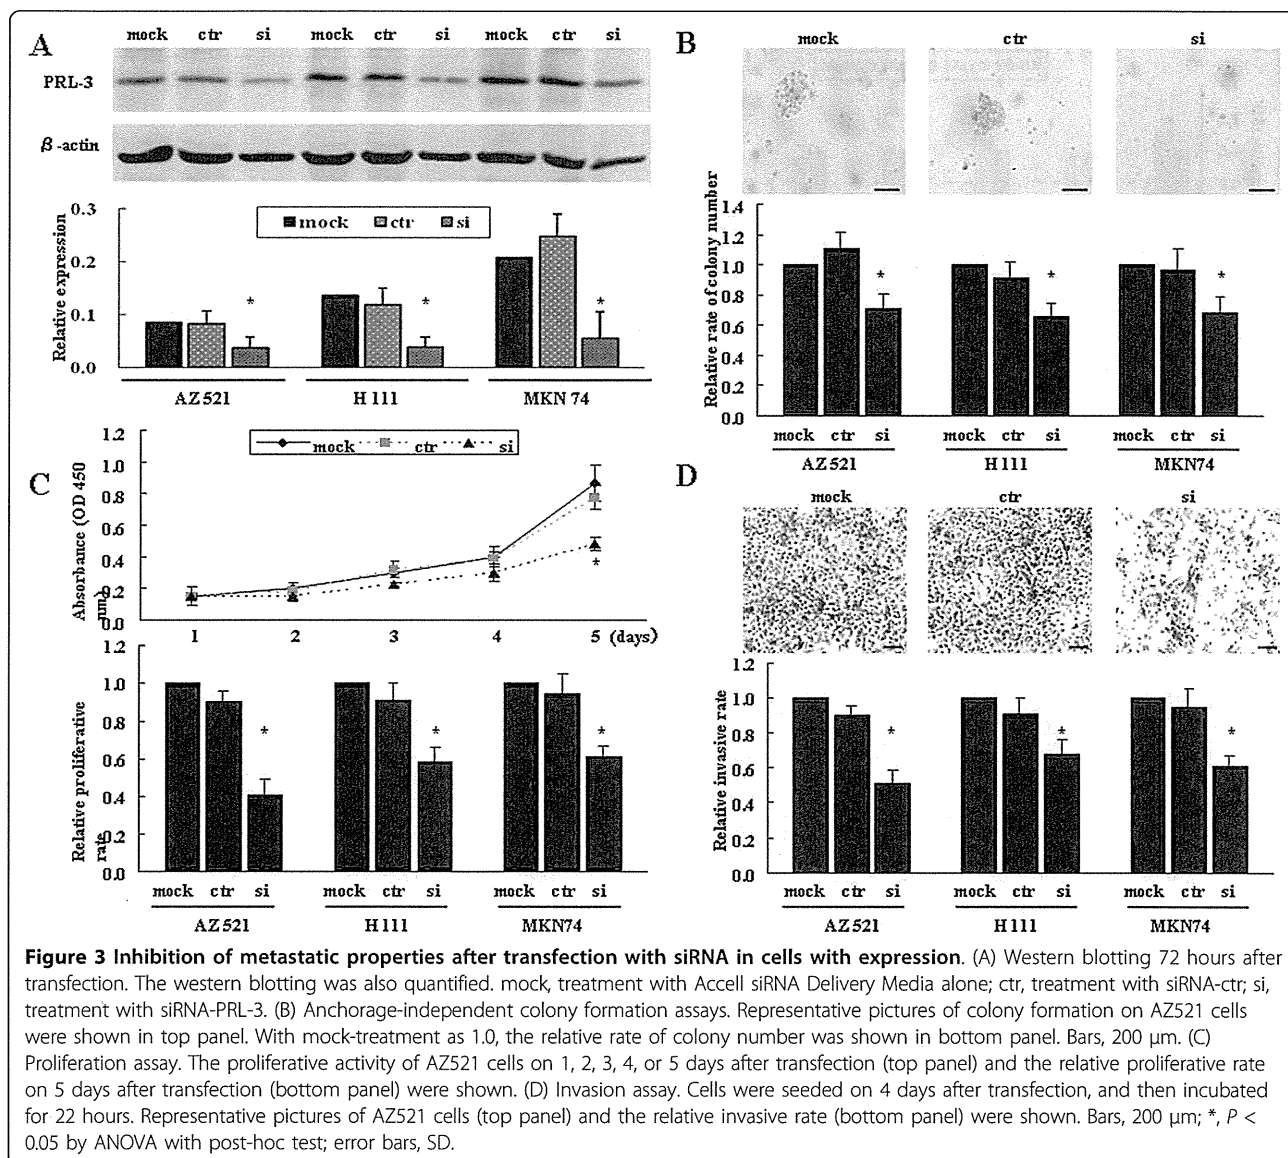 A
mock ctr si mock ctr si mock ctr si
PRL-3
β-actin
Relative expression
0.3
0.2
0.1
0.0
mock ctr si
* * *
AZ521 H111 MKN 74
B
mock ctr si
Relative rate of colony number
1.4
1.2
1.0
0.8
0.6
0.4
0.2
0.0
* * *
mock ctr si mock ctr si mock ctr si
AZ521 H111 MKN74
C
Absorbance (OD 450
nm)
1.2
1.0
0.8
0.6
0.4
0.2
0.0
mock ctr si
*
1 2 3 4 5 (days)
Relative proliferative
rate
1.0
0.8
0.6
0.4
0.2
0.0
* * *
mock ctr si mock ctr si mock ctr si
AZ521 H111 MKN74
D
mock ctr si
Relative invasive rate
1.2
1.0
0.8
0.6
0.4
0.2
0.0
* * *
mock ctr si mock ctr si mock ctr si
AZ521 H111 MKN74
Figure 3 Inhibition of metastatic properties after transfection with siRNA in cells with expression. (A) Western blotting 72 hours after
transfection. The western blotting was also quantified. mock, treatment with Accell siRNA Delivery Media alone; ctr, treatment with siRNA-ctr; si,
treatment with siRNA-PRL-3. (B) Anchorage-independent colony formation assays. Representative pictures of colony formation on AZ521 cells
were shown in top panel. With mock-treatment as 1.0, the relative rate of colony number was shown in bottom panel. Bars, 200 μm. (C)
Proliferation assay. The proliferative activity of AZ521 cells on 1, 2, 3, 4, or 5 days after transfection (top panel) and the relative proliferative rate
on 5 days after transfection (bottom panel) were shown. (D) Invasion assay. Cells were seeded on 4 days after transfection, and then incubated
for 22 hours. Representative pictures of AZ521 cells (top panel) and the relative invasive rate (bottom panel) were shown. Bars, 200 μm; *, P <
0.05 by ANOVA with post-hoc test; error bars, SD.